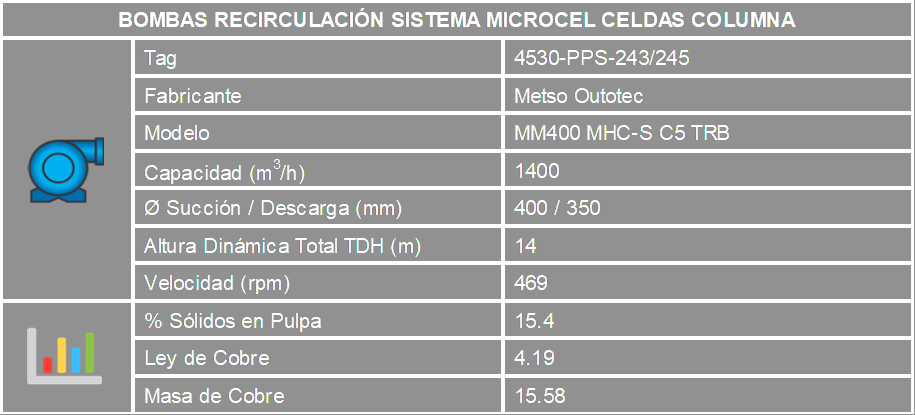 BOMBAS RECIRCULACIÓN SISTEMA MICROCEL CELDAS COLUMNA
Tag 4530-PPS-243/245
Fabricante Metso Outotec
Modelo MM400 MHC-S C5 TRB
Capacidad (m³/h) 1400
Ø Succión / Descarga (mm) 400 / 350
Altura Dinámica Total TDH (m) 14
Velocidad (rpm) 469
% Sólidos en Pulpa 15.4
Ley de Cobre 4.19
Masa de Cobre 15.58